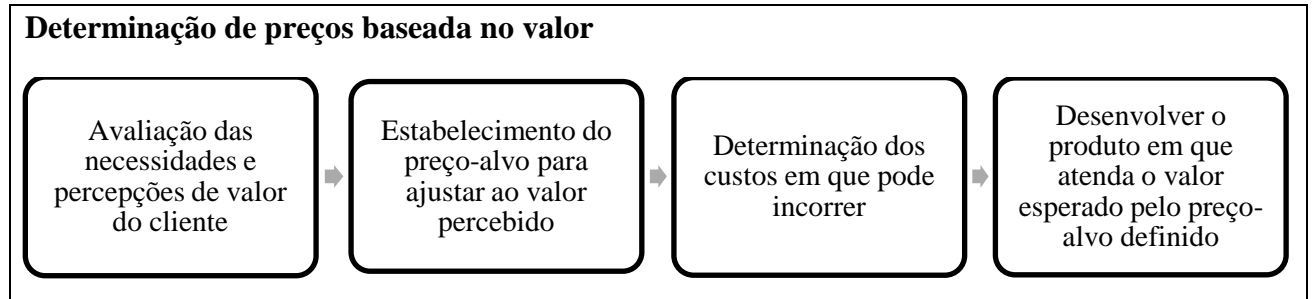 Determinação de preços baseada no valor
Avaliação das
necessidades e
percepções de valor
do cliente
Estabelecimento do
preço-alvo para
ajustar ao valor
percebido
Determinação dos
custos em que pode
incorrer
Desenvolver o
produto em que
atenda o valor
esperado pelo preço-
alvo definido